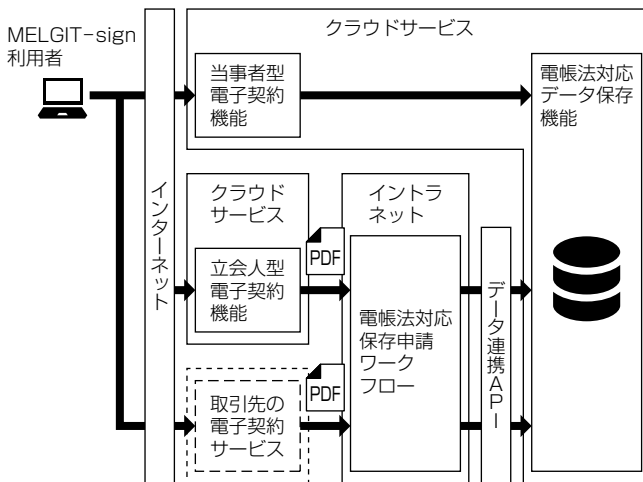 MELGIT-sign
利用者
クラウドサービス
当事者型
電子契約
機能
電帳法対応
データ保存
機能
インターネット
クラウド
サービス
イントラ
ネット
PDF
立会人型
電子契約
機能
電帳法対応
保存申請
ワーク
フロー
データ連携API
PDF
取引先の
電子契約
サービス